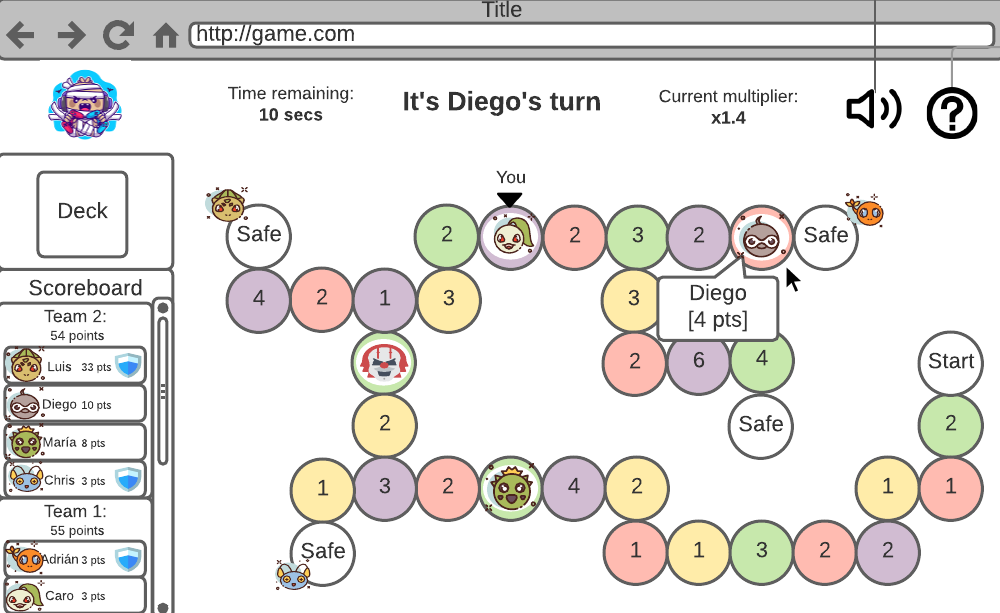 Title
http://game.com
Time remaining:
10 secs
It's Diego's turn
Current multiplier:
x1.4
?
Deck
You
Safe
2
2
3
2
Safe
4
2
1
3
3
Diego
[4 pts]
2
6
4
Start
2
Safe
2
1
3
2
4
2
1
1
Safe
1
1
3
2
2
Scoreboard
Team 2:
54 points
Luis 33 pts
Diego 10 pts
María 8 pts
Chris 3 pts
Team 1:
55 points
Adrián 3 pts
Caro 3 pts